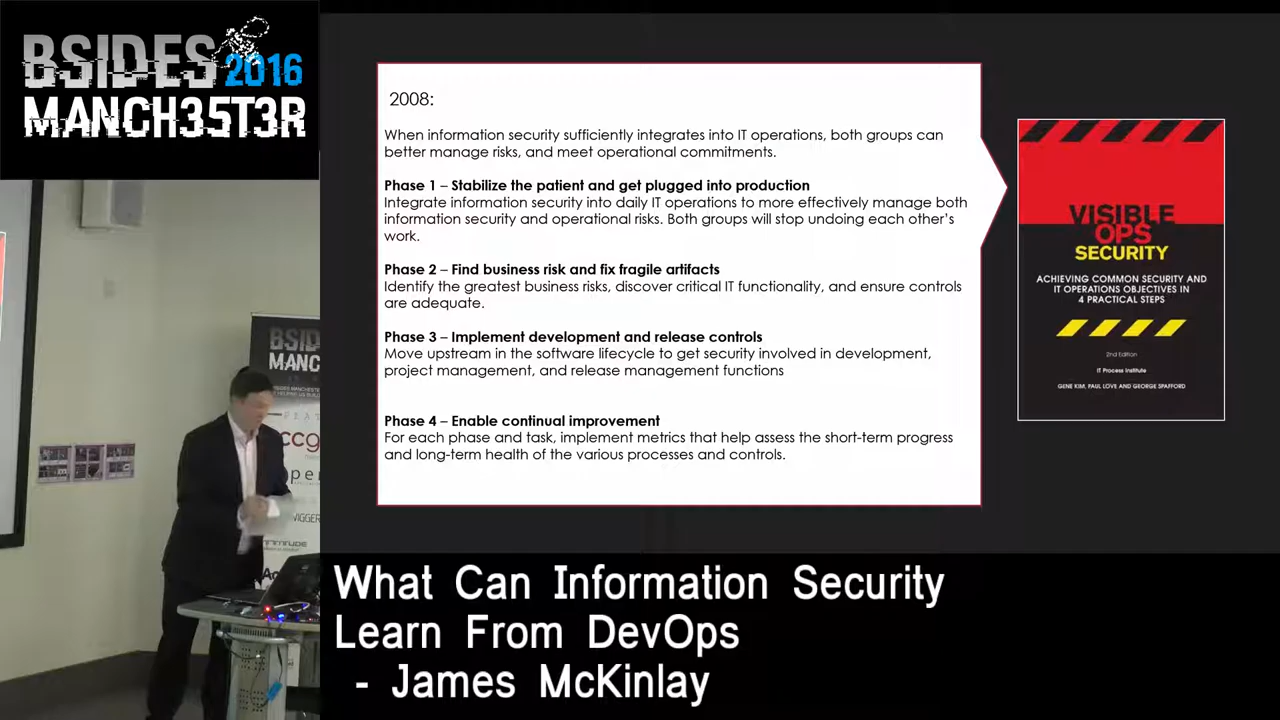 BSIDES 2016
MANCH35T3R
2008:
When information security sufficiently integrates into IT operations, both groups can
better manage risks, and meet operational commitments.
Phase 1 – Stabilize the patient and get plugged into production
Integrate information security into daily IT operations to more effectively manage both
information security and operational risks. Both groups will stop undoing each other's
work.
Phase 2 – Find business risk and fix fragile artifacts
Identify the greatest business risks, discover critical IT functionality, and ensure controls
are adequate.
Phase 3 – Implement development and release controls
Move upstream in the software lifecycle to get security involved in development,
project management, and release management functions
Phase 4 – Enable continual improvement
For each phase and task, implement metrics that help assess the short-term progress
and long-term health of the various processes and controls.
VISIBLE
OPS
SECURITY
ACHIEVING COMMON SECURITY AND
IT OPERATIONS OBJECTIVES IN
4 PRACTICAL STEPS
2nd Edition
IT Process Institute
GENE KIM, PAUL LOVE AND GEORGE SPAFFORD
BSID
MANC
ccg
What Can Information Security
Learn From DevOps
- James McKinlay